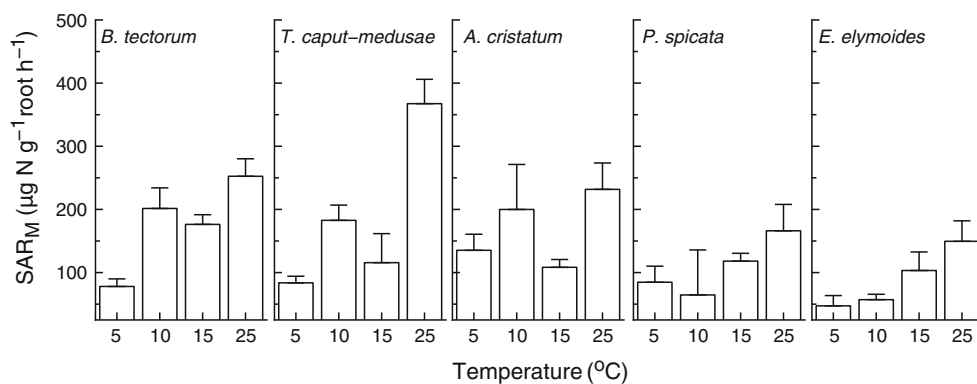 500
400
300
200
100
SAR_M (µg N g⁻¹ root h⁻¹)
B. tectorum
T. caput–medusae
A. cristatum
P. spicata
E. elymoides
5 10 15 25 5 10 15 25 5 10 15 25 5 10 15 25 5 10 15 25
Temperature (°C)